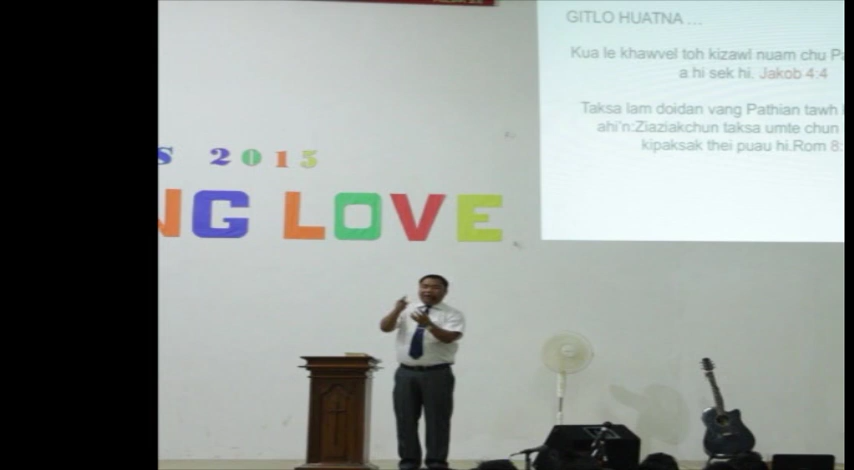 GITLO HUATNA ...
Kua le khawvel toh kizawl nuam chu
a hi sek hi. Jakob 4:4
Taksa lam doidan vang Pathian tawh
ahi'n:Ziaziakchun taksa umte chun
kipaksak thei puau hi.Rom 8:
S 2015
NG LOVE